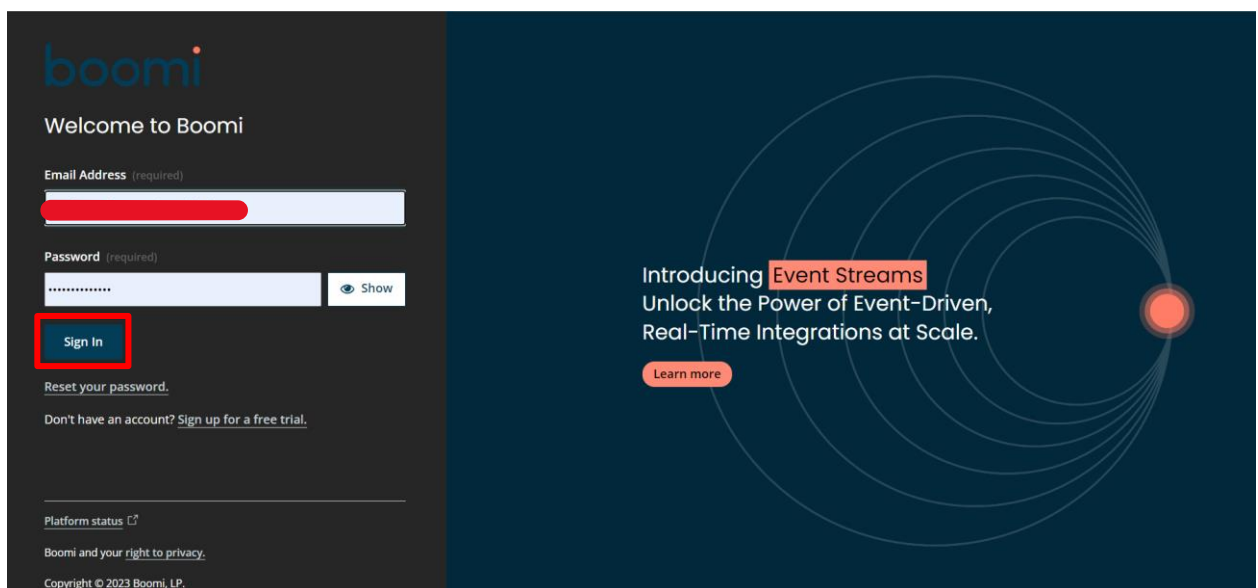 boomi
Welcome to Boomi
Email Address (required)
Password (required)
Show
Sign In
Reset your password.
Don't have an account? Sign up for a free trial.
Platform status
Boomi and your right to privacy.
Copyright © 2023 Boomi, LP.
Introducing Event Streams
Unlock the Power of Event-Driven,
Real-Time Integrations at Scale.
Learn more